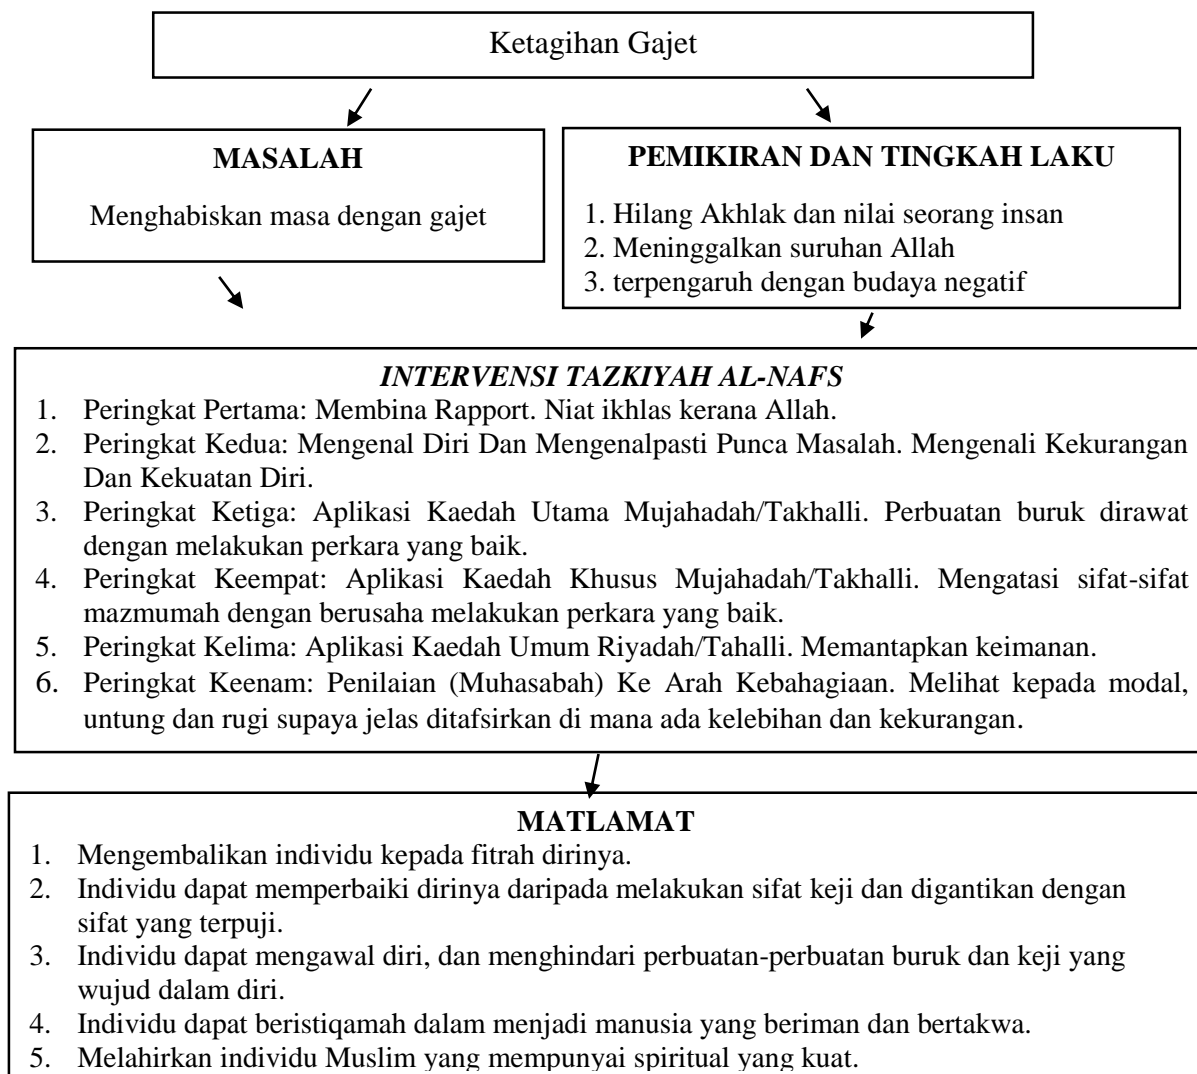 Ketagihan Gajet
MASALAH
Menghabiskan masa dengan gajet
PEMIKIRAN DAN TINGKAH LAKU
1. Hilang Akhlak dan nilai seorang insan
2. Meninggalkan suruhan Allah
3. terpengaruh dengan budaya negatif
INTERVENSI TAZKIYAH AL-NAFS
1. Peringkat Pertama: Membina Rapport. Niat ikhlas kerana Allah.
2. Peringkat Kedua: Mengenal Diri Dan Mengenalpasti Punca Masalah. Mengenali Kekurangan
Dan Kekuatan Diri.
3. Peringkat Ketiga: Aplikasi Kaedah Utama Mujahadah/Takhalli. Perbuatan buruk dirawat
dengan melakukan perkara yang baik.
4. Peringkat Keempat: Aplikasi Kaedah Khusus Mujahadah/Takhalli. Mengatasi sifat-sifat
mazmumah dengan berusaha melakukan perkara yang baik.
5. Peringkat Kelima: Aplikasi Kaedah Umum Riyadah/Tahalli. Memantapkan keimanan.
6. Peringkat Keenam: Penilaian (Muhasabah) Ke Arah Kebahagiaan. Melihat kepada modal,
untung dan rugi supaya jelas ditafsirkan di mana ada kelebihan dan kekurangan.
MATLAMAT
1. Mengembalikan individu kepada fitrah dirinya.
2. Individu dapat memperbaiki dirinya daripada melakukan sifat keji dan digantikan dengan
sifat yang terpuji.
3. Individu dapat mengawal diri, dan menghindari perbuatan-perbuatan buruk dan keji yang
wujud dalam diri.
4. Individu dapat beristiqamah dalam menjadi manusia yang beriman dan bertakwa.
5. Melahirkan individu Muslim yang mempunyai spiritual yang kuat.